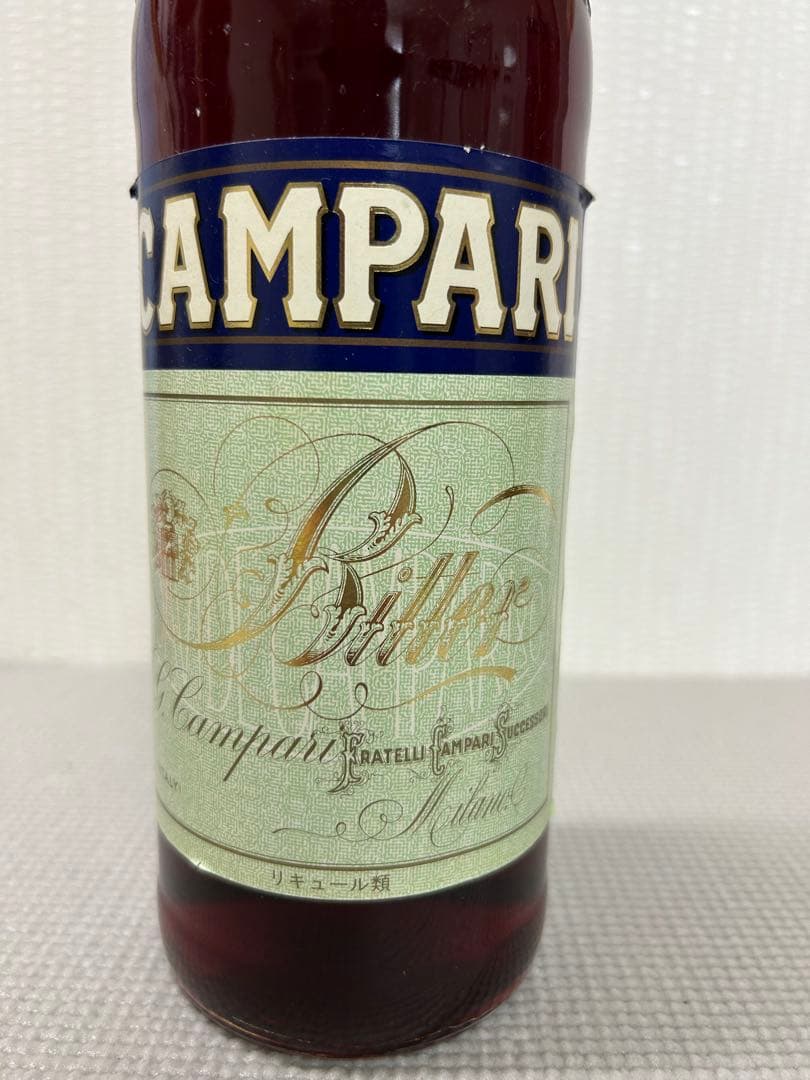 CAMPARI
Bitter
G. Campari FRATELLI CAMPARI SUCCESSORI
Milano
リキュール類